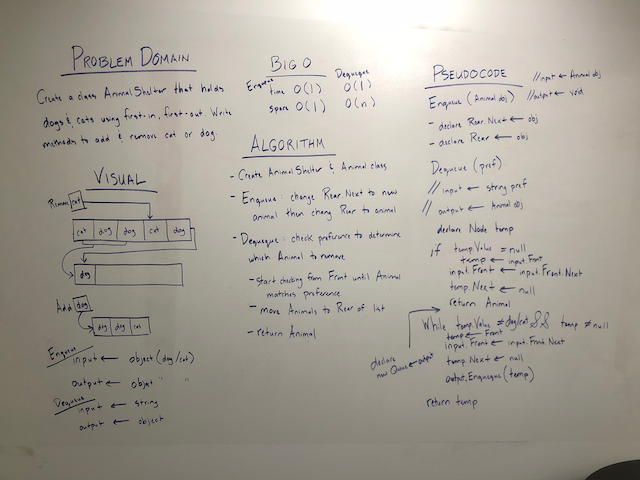 PROBLEM DOMAIN
Create a class AnimalShelter that holds
dogs & cats using first-in, first-out. Write
methods to add & remove cat or dog.
VISUAL
Remove cat
cat dog dog cat dog
dog
Add dog
dog dog cat
Enqueue
input ← object (dog/cat)
output ← object " "
Dequeue
input ← string
output ← object
BIG O
Enqueue Dequeque
time O(1) O(1)
space O(1) O(n)
ALGORITHM
- Create AnimalShelter & Animal class
- Enqueue: change Rear Next to new
animal then chang Rear to animal
- Dequeque: check preference to determine
which Animal to remove
- start checking from Front until Animal
matches preference
- move Animals to Rear of list
- return Animal
PSEUDOCODE
// input ← Animal obj
Enqueue (Animal obj) // output ← void
- declare Rear.Next ← obj
- declare Rear ← obj
Dequeue (pref)
// input ← string pref
// output ← Animal obj
declare Node temp
if temp.Value = null
temp ← input.Front
input.Front ← input.Front.Next
temp.Next ← null
return Animal
While temp.Value ≠ dog/cat && temp ≠ null
temp ← Front
input.Front ← input.Front.Next
declare
new Queue ← output
temp.Next ← null
output.Enqueque (temp)
return temp